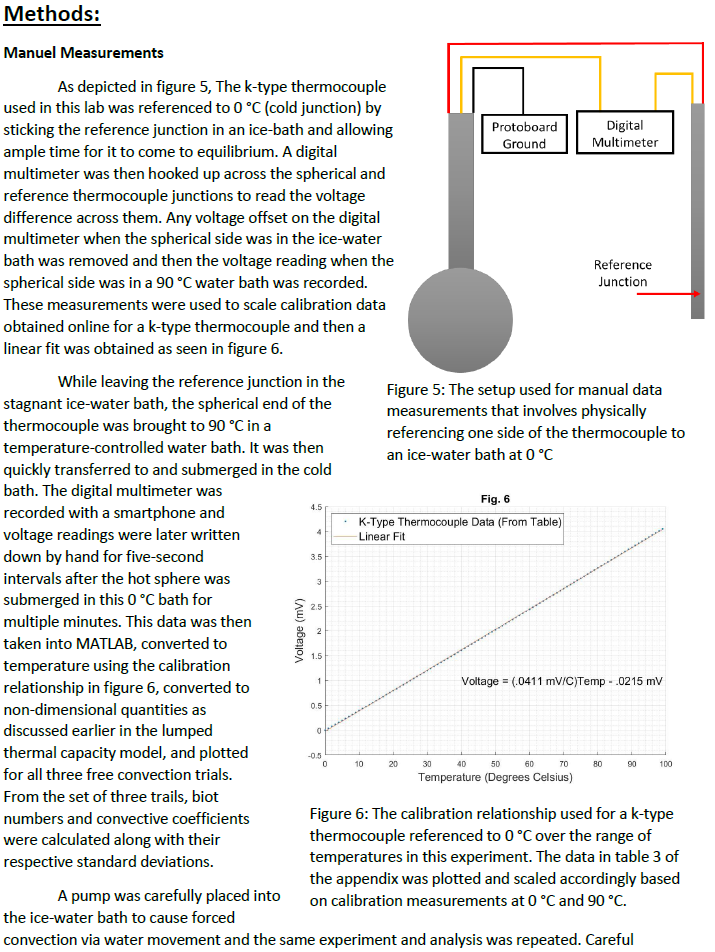 Methods:
Manuel Measurements
As depicted in figure 5, The k-type thermocouple
used in this lab was referenced to 0 °C (cold junction) by
sticking the reference junction in an ice-bath and allowing
ample time for it to come to equilibrium. A digital
multimeter was then hooked up across the spherical and
reference thermocouple junctions to read the voltage
difference across them. Any voltage offset on the digital
multimeter when the spherical side was in the ice-water
bath was removed and then the voltage reading when the
spherical side was in a 90 °C water bath was recorded.
These measurements were used to scale calibration data
obtained online for a k-type thermocouple and then a
linear fit was obtained as seen in figure 6.
Protoboard
Ground
Digital
Multimeter
Reference
Junction
Figure 5: The setup used for manual data
measurements that involves physically
referencing one side of the thermocouple to
an ice-water bath at 0 °C
While leaving the reference junction in the
stagnant ice-water bath, the spherical end of the
thermocouple was brought to 90 °C in a
temperature-controlled water bath. It was then
quickly transferred to and submerged in the cold
bath. The digital multimeter was
recorded with a smartphone and
voltage readings were later written
down by hand for five-second
intervals after the hot sphere was
submerged in this 0 °C bath for
multiple minutes. This data was then
taken into MATLAB, converted to
temperature using the calibration
relationship in figure 6, converted to
non-dimensional quantities as
discussed earlier in the lumped
thermal capacity model, and plotted
for all three free convection trials.
From the set of three trails, biot
numbers and convective coefficients
were calculated along with their
respective standard deviations.
Fig. 6
K-Type Thermocouple Data (From Table)
Linear Fit
Voltage (mV)
4.5
4
3.5
3
2.5
2
1.5
1
0.5
0
-0.5
Voltage = (.0411 mV/C)Temp - .0215 mV
0 10 20 30 40 50 60 70 80 90 100
Temperature (Degrees Celsius)
Figure 6: The calibration relationship used for a k-type
thermocouple referenced to 0 °C over the range of
temperatures in this experiment. The data in table 3 of
the appendix was plotted and scaled accordingly based
on calibration measurements at 0 °C and 90 °C.
A pump was carefully placed into
the ice-water bath to cause forced
convection via water movement and the same experiment and analysis was repeated. Careful